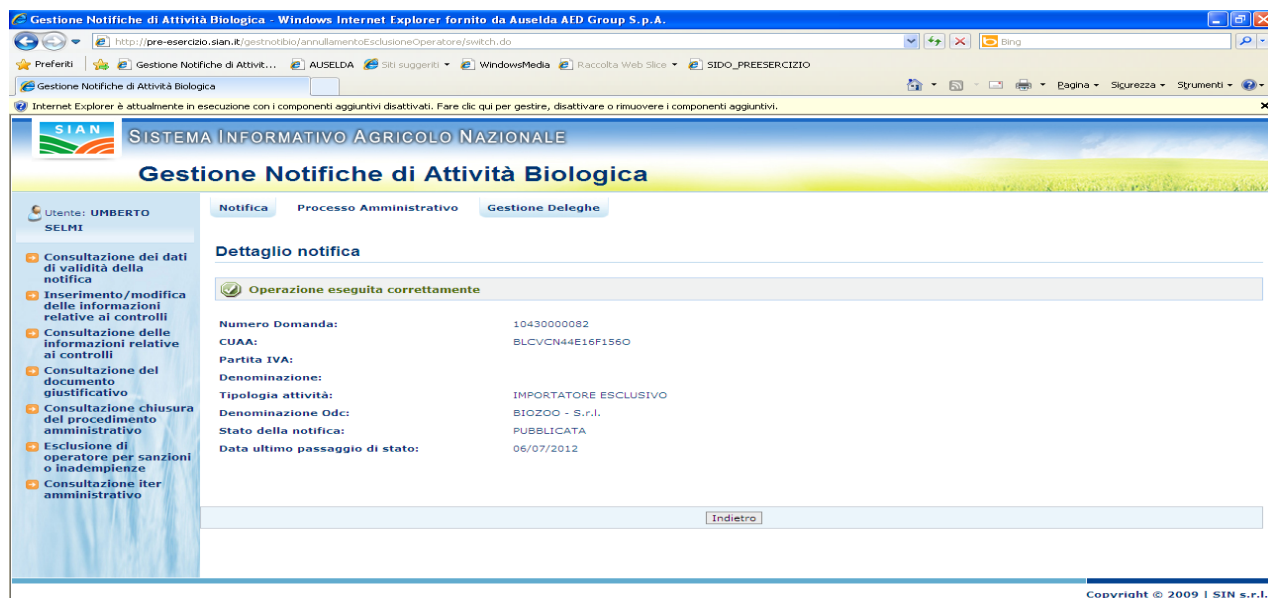 Gestione Notifiche di Attività Biologica - Windows Internet Explorer fornito da Auselda AED Group S.p.A.
http://pre-esercizio.sian.it/gestnotibio/annullamentoEsclusioneOperatore/switch.do
Bing
Preferiti
Gestione Notifiche di Attivit...
AUSELDA
Siti suggeriti
WindowsMedia
Raccolta Web Slice
SIDO_PREESERCIZIO
Gestione Notifiche di Attività Biologica
Pagina
Sicurezza
Strumenti
Internet Explorer è attualmente in esecuzione con i componenti aggiuntivi disattivati. Fare clic qui per gestire, disattivare o rimuovere i componenti aggiuntivi.
SIAN
SISTEMA INFORMATIVO AGRICOLO NAZIONALE
Gestione Notifiche di Attività Biologica
Utente: UMBERTO
SELMI
Notifica
Processo Amministrativo
Gestione Deleghe
Consultazione dei dati
di validità della
notifica
Inserimento/modifica
delle informazioni
relative ai controlli
Consultazione delle
informazioni relative
ai controlli
Consultazione del
documento
giustificativo
Consultazione chiusura
del procedimento
amministrativo
Esclusione di
operatore per sanzioni
o inadempienze
Consultazione iter
amministrativo
Dettaglio notifica
Operazione eseguita correttamente
Numero Domanda: 10430000082
CUAA: BLCVCN44E16F156O
Partita IVA:
Denominazione:
Tipologia attività: IMPORTATORE ESCLUSIVO
Denominazione Odc: BIOZOO - S.r.l.
Stato della notifica: PUBBLICATA
Data ultimo passaggio di stato: 06/07/2012
Indietro
Copyright © 2009 | SIN s.r.l.